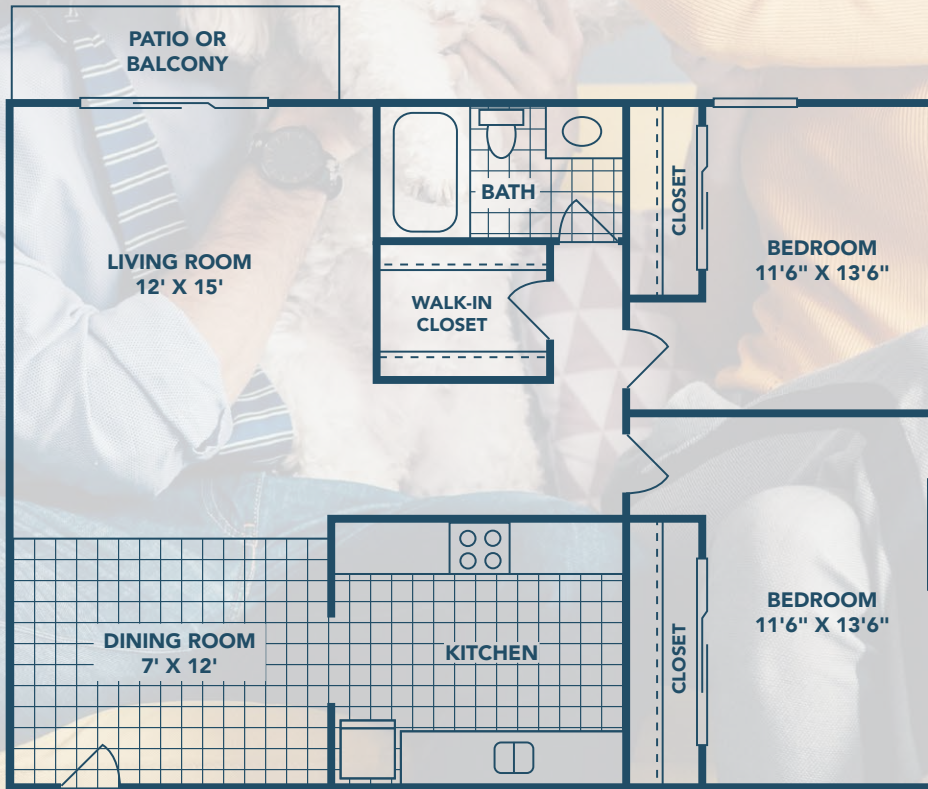 PATIO OR
BALCONY
BATH
CLOSET
LIVING ROOM
12' X 15'
BEDROOM
11'6" X 13'6"
WALK-IN
CLOSET
DINING ROOM
7' X 12'
KITCHEN
CLOSET
BEDROOM
11'6" X 13'6"